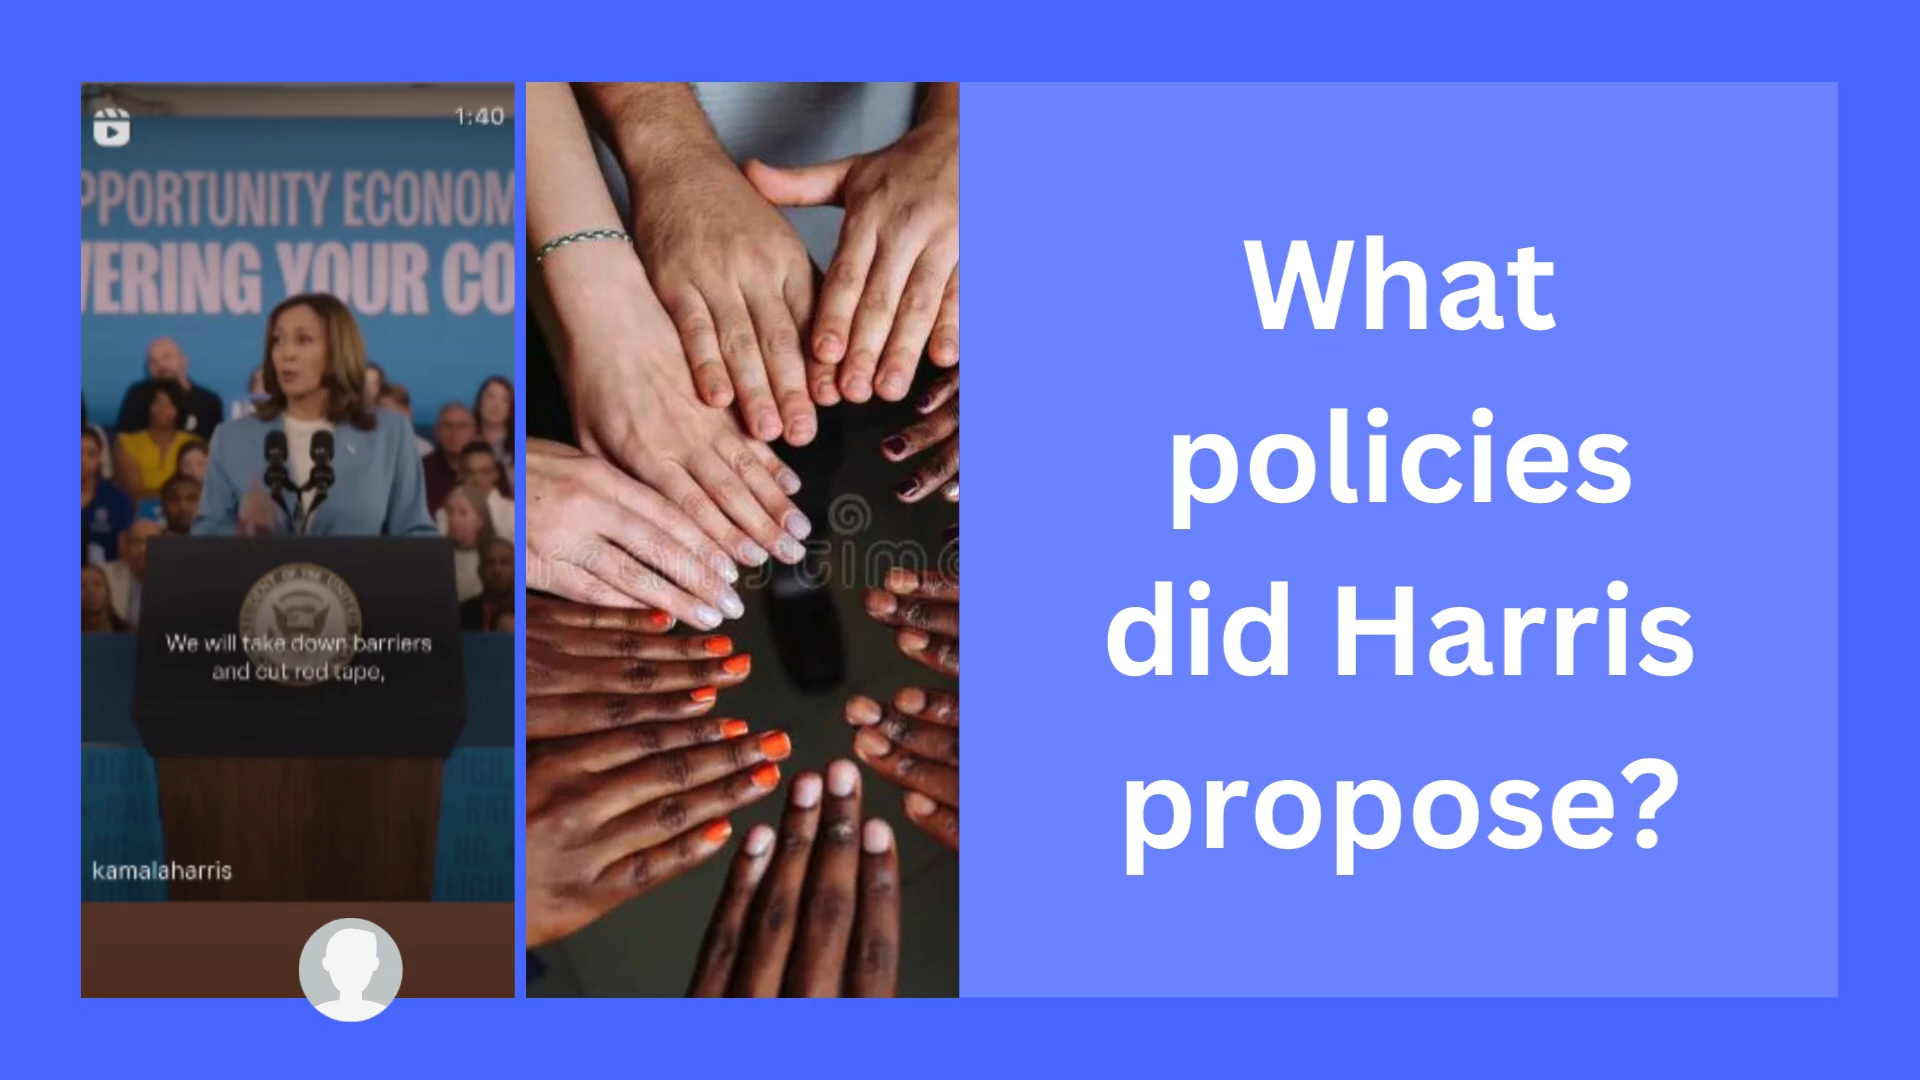 1:40
PPORTUNITY ECONOM
VERING YOUR CO
We will take down barriers
and cut red tape,
kamalaharris
What
policies
did Harris
propose?